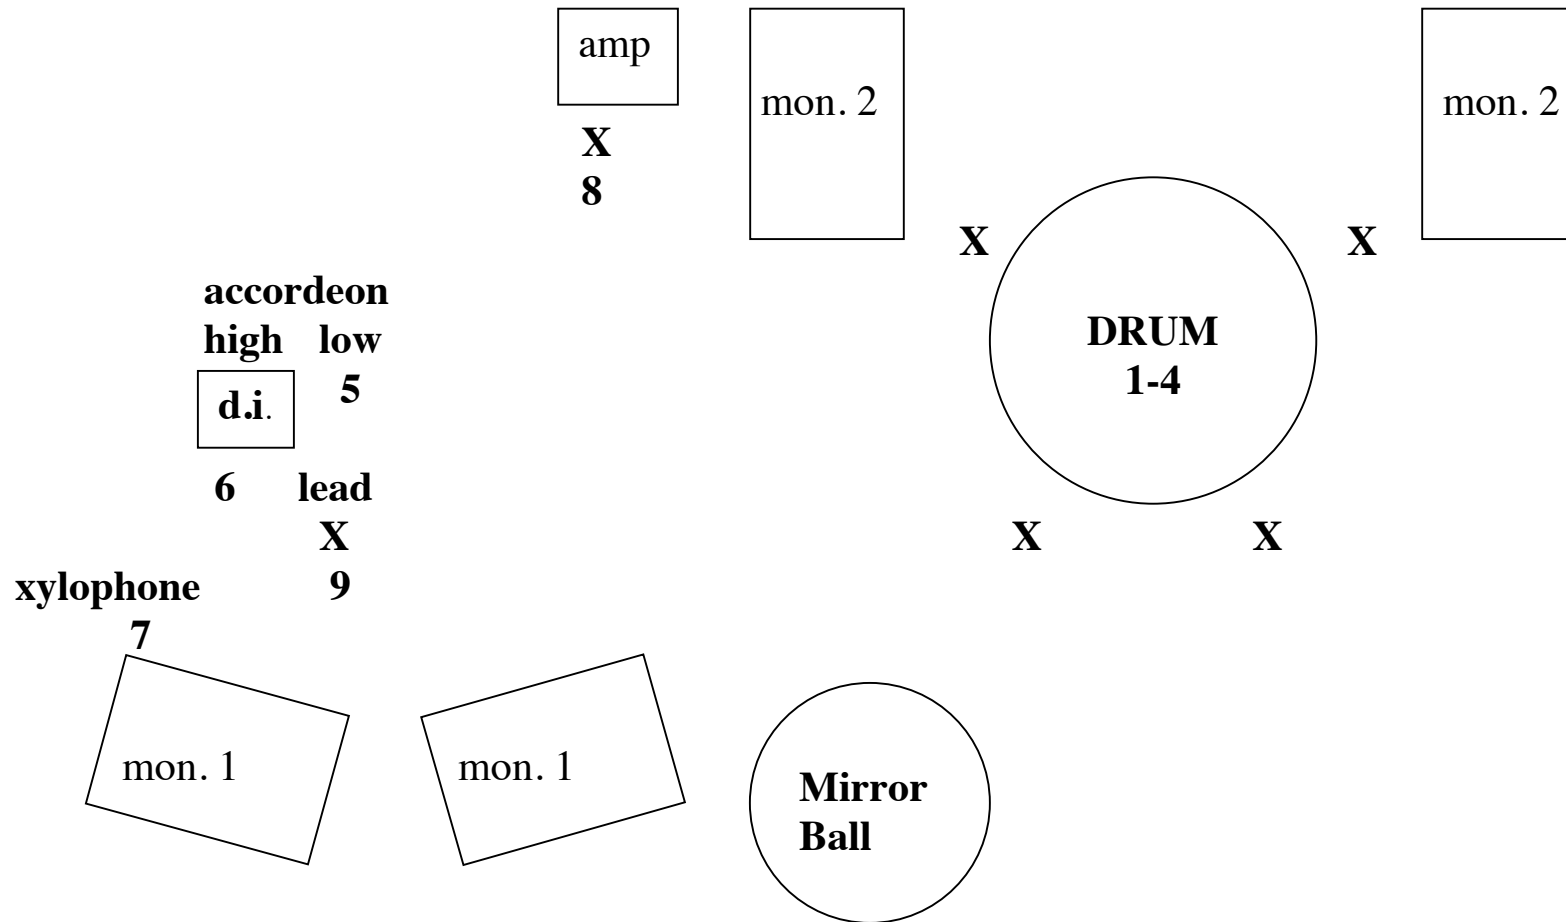 amp
mon. 2
mon. 2
X
8
X
X
accordeon
high low
5
d.i.
DRUM
1-4
6 lead
X
9
X
X
xylophone
7
mon. 1
mon. 1
Mirror
Ball